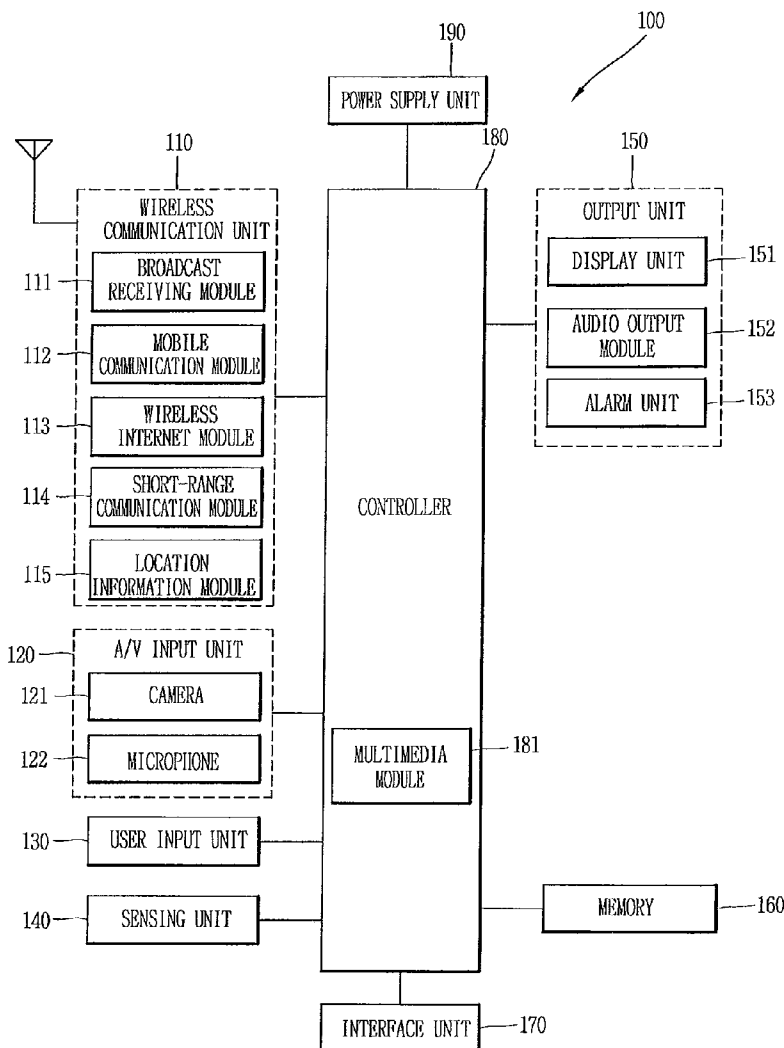 190
100
POWER SUPPLY UNIT
180
110
150
WIRELESS
COMMUNICATION UNIT
OUTPUT UNIT
BROADCAST
RECEIVING MODULE
111
DISPLAY UNIT
151
MOBILE
COMMUNICATION MODULE
112
AUDIO OUTPUT
MODULE
152
WIRELESS
INTERNET MODULE
113
ALARM UNIT
153
SHORT-RANGE
COMMUNICATION MODULE
114
CONTROLLER
LOCATION
INFORMATION MODULE
115
120
A/V INPUT UNIT
121
CAMERA
122
MICROPHONE
MULTIMEDIA
MODULE
181
130
USER INPUT UNIT
140
SENSING UNIT
MEMORY
160
INTERFACE UNIT
170